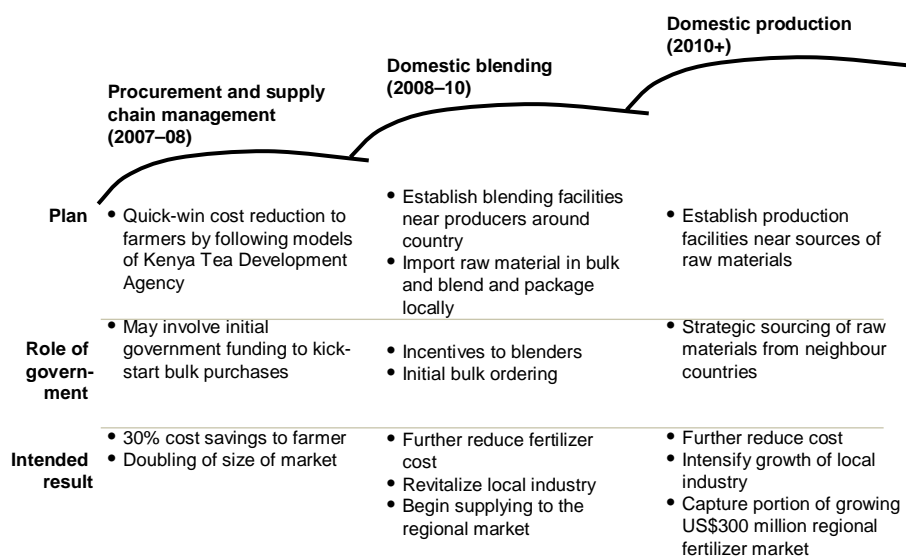 Domestic production
(2010+)
Domestic blending
(2008–10)
Procurement and supply
chain management
(2007–08)
Plan
• Quick-win cost reduction to
farmers by following models
of Kenya Tea Development
Agency
• Establish blending facilities
near producers around
country
• Import raw material in bulk
and blend and package
locally
• Establish production
facilities near sources of
raw materials
Role of
govern-
ment
• May involve initial
government funding to kick-
start bulk purchases
• Incentives to blenders
• Initial bulk ordering
• Strategic sourcing of raw
materials from neighbour
countries
Intended
result
• 30% cost savings to farmer
• Doubling of size of market
• Further reduce fertilizer
cost
• Revitalize local industry
• Begin supplying to the
regional market
• Further reduce cost
• Intensify growth of local
industry
• Capture portion of growing
US$300 million regional
fertilizer market